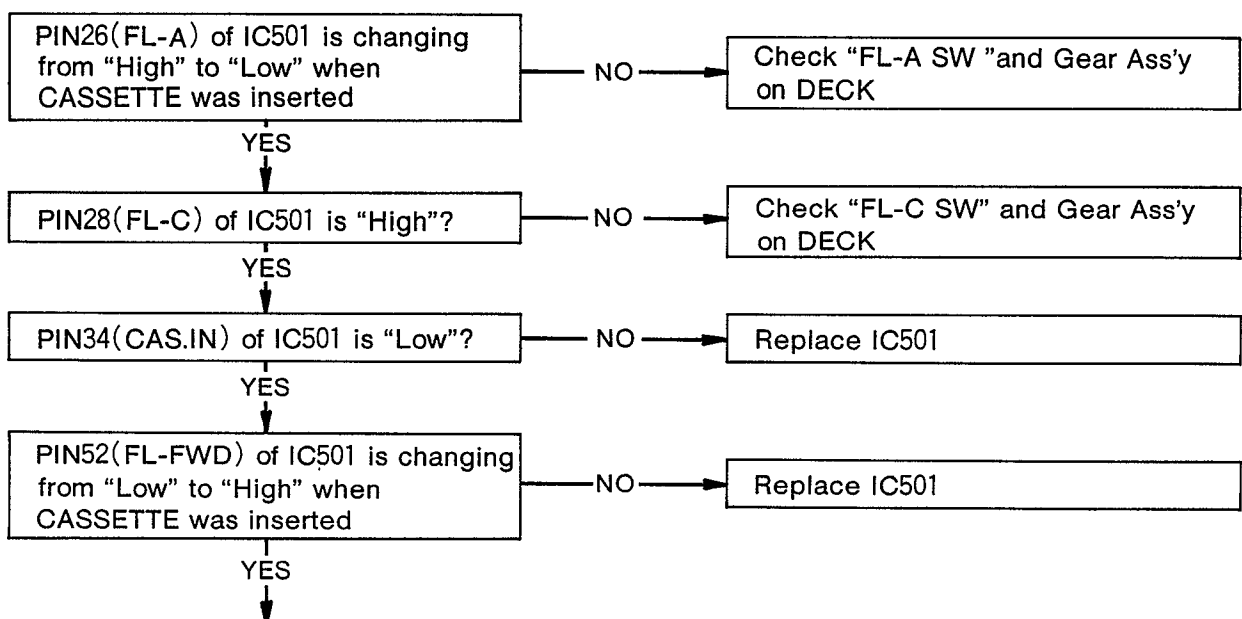 PIN26(FL-A) of IC501 is changing
from “High” to “Low” when
CASSETTE was inserted
NO
Check “FL-A SW ”and Gear Ass’y
on DECK
YES
PIN28(FL-C) of IC501 is “High”?
NO
Check “FL-C SW” and Gear Ass’y
on DECK
YES
PIN34(CAS.IN) of IC501 is “Low”?
NO
Replace IC501
YES
PIN52(FL-FWD) of IC501 is changing
from “Low” to “High” when
CASSETTE was inserted
NO
Replace IC501
YES